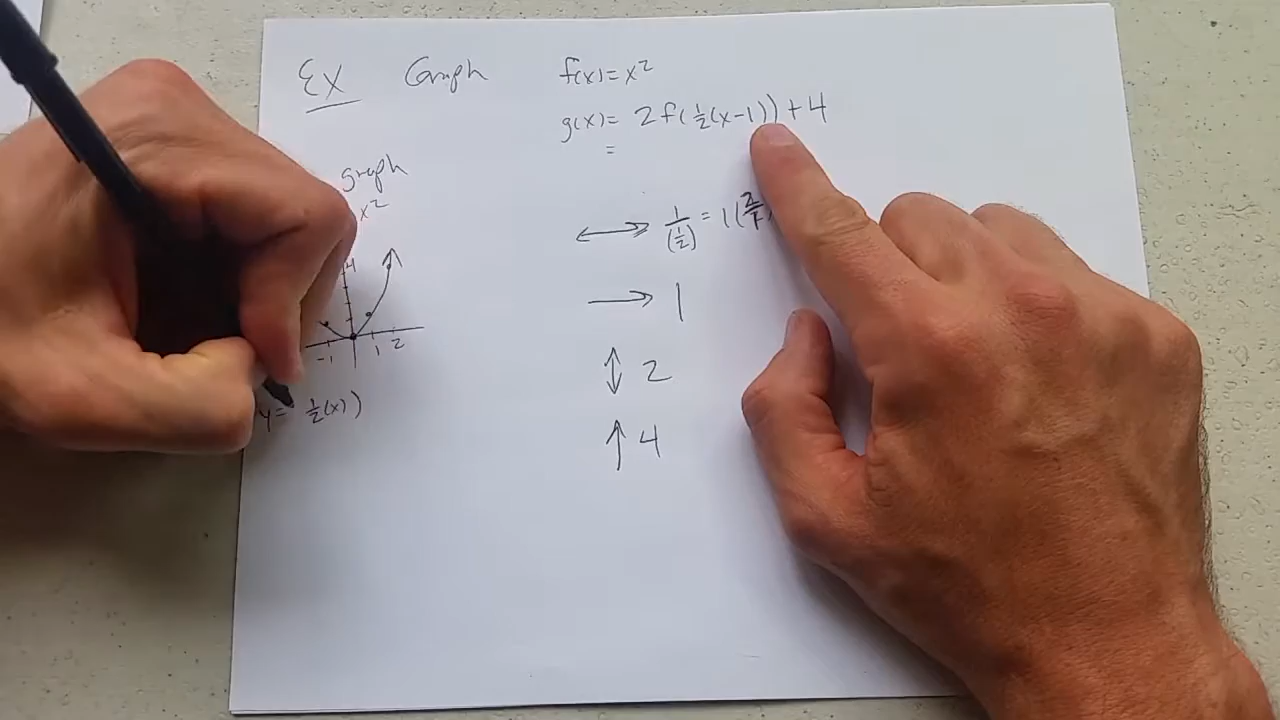 Ex Graph f(x) = x²
g(x) = 2f(½(x-1)) + 4
=
graph
x²
↔ 1/(½) = 1(2/1)
→ 1
↕ 2
↑ 4
4
-1 1 2
y = ½(x))